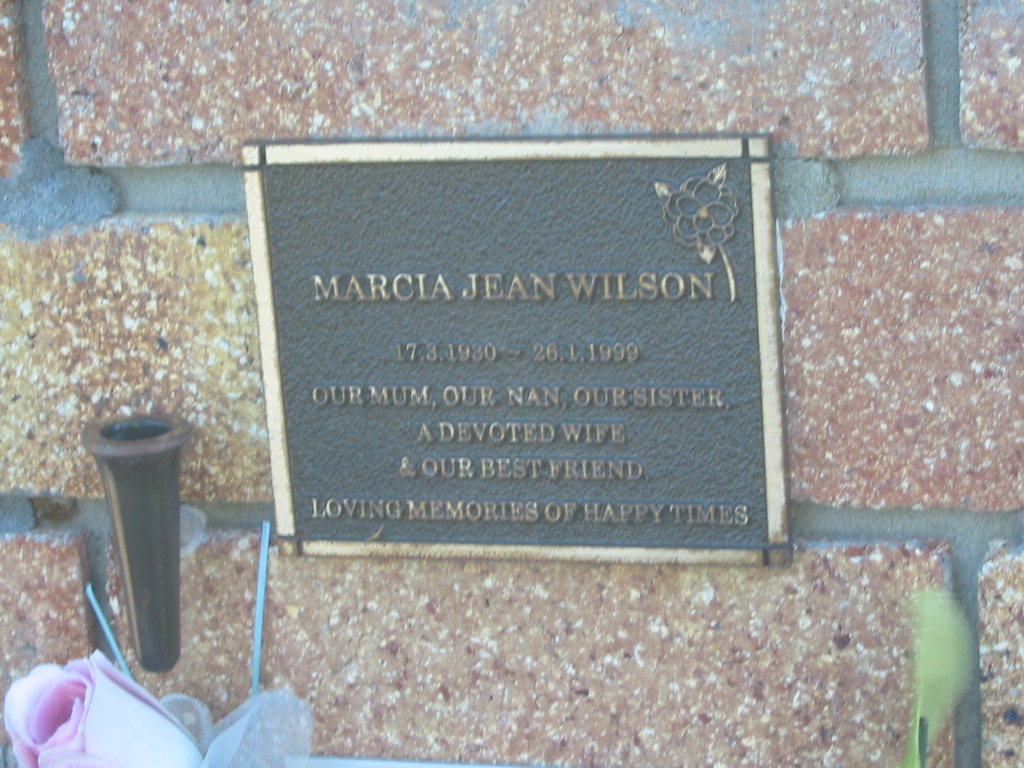 MARCIA JEAN WILSON
17.3.1930 ~ 26.1.1999
OUR MUM, OUR NAN, OUR SISTER,
A DEVOTED WIFE
& OUR BEST FRIEND.
LOVING MEMORIES OF HAPPY TIMES